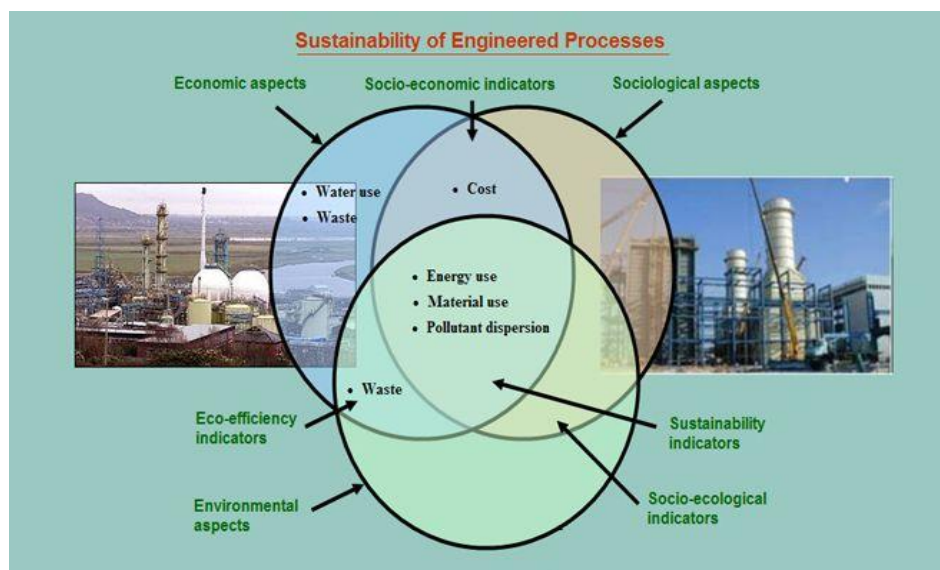 Sustainability of Engineered Processes
Economic aspects
Socio-economic indicators
Sociological aspects
• Water use
• Waste
• Cost
• Energy use
• Material use
• Pollutant dispersion
• Waste
Eco-efficiency
indicators
Sustainability
indicators
Environmental
aspects
Socio-ecological
indicators